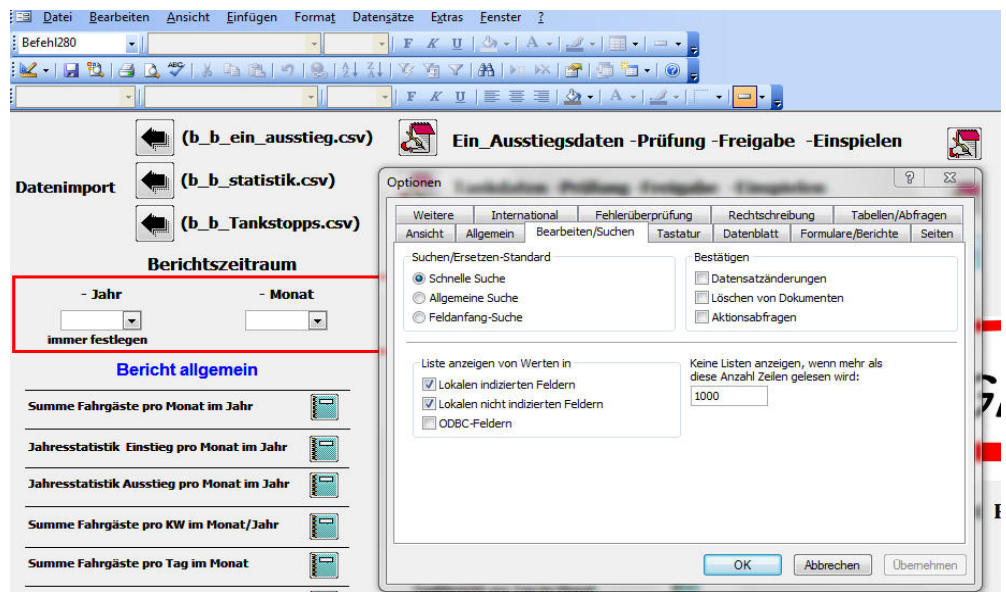 Datei Bearbeiten Ansicht Einfügen Format Datensätze Extras Fenster ?
Befehl280
F K U A
F K U A
(b_b_ein_ausstieg.csv)
Ein_Ausstiegsdaten -Prüfung -Freigabe -Einspielen
Datenimport
(b_b_statistik.csv)
(b_b_Tankstopps.csv)
Berichtszeitraum
- Jahr - Monat
immer festlegen
Bericht allgemein
Summe Fahrgäste pro Monat im Jahr
Jahresstatistik Einstieg pro Monat im Jahr
Jahresstatistik Ausstieg pro Monat im Jahr
Summe Fahrgäste pro KW im Monat/Jahr
Summe Fahrgäste pro Tag im Monat
Optionen
Weitere International Fehlerüberprüfung Rechtschreibung Tabellen/Abfragen
Ansicht Allgemein Bearbeiten/Suchen Tastatur Datenblatt Formulare/Berichte Seiten
Suchen/Ersetzen-Standard
Schnelle Suche
Allgemeine Suche
Feldanfang-Suche
Bestätigen
Datensatzänderungen
Löschen von Dokumenten
Aktionsabfragen
Liste anzeigen von Werten in
Lokalen indizierten Feldern
Lokalen nicht indizierten Feldern
ODBC-Feldern
Keine Listen anzeigen, wenn mehr als
diese Anzahl Zeilen gelesen wird:
1000
OK Abbrechen Übernehmen